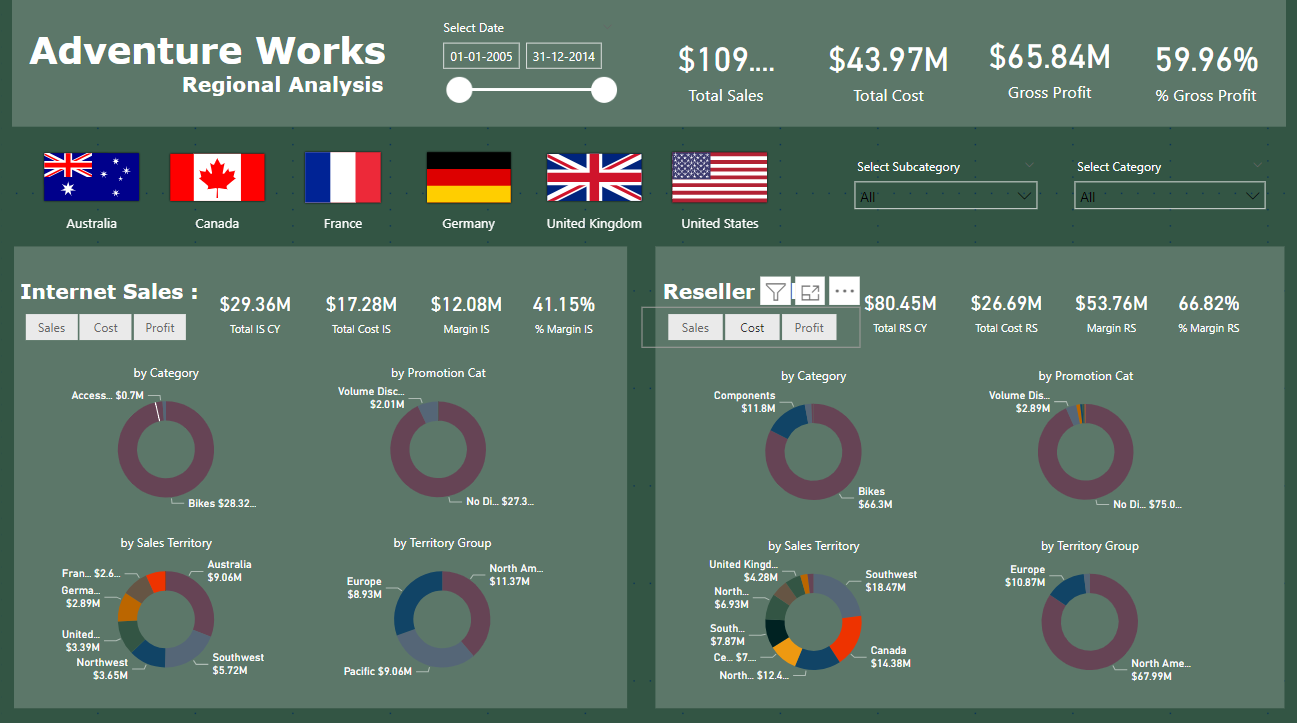 Adventure Works
Regional Analysis
Select Date
01-01-2005
31-12-2014
$109....
Total Sales
$43.97M
Total Cost
$65.84M
Gross Profit
59.96%
% Gross Profit
Australia
Canada
France
Germany
United Kingdom
United States
Select Subcategory
All
Select Category
All
Internet Sales :
Sales
Cost
Profit
$29.36M
Total IS CY
$17.28M
Total Cost IS
$12.08M
Margin IS
41.15%
% Margin IS
by Category
Access... $0.7M
Bikes $28.32...
by Promotion Cat
Volume Disc...
$2.01M
No Di... $27.3...
by Sales Territory
Australia
$9.06M
Fran... $2.6...
Germa...
$2.89M
United...
$3.39M
Northwest
$3.65M
Southwest
$5.72M
by Territory Group
North Am...
$11.37M
Europe
$8.93M
Pacific $9.06M
Reseller
Sales
Cost
Profit
$80.45M
Total RS CY
$26.69M
Total Cost RS
$53.76M
Margin RS
66.82%
% Margin RS
by Category
Components
$11.8M
Bikes
$66.3M
by Promotion Cat
Volume Dis...
$2.89M
No Di... $75.0...
by Sales Territory
United Kingd...
$4.28M
Southwest
$18.47M
North...
$6.93M
South...
$7.87M
Ce... $7....
North... $12.4...
Canada
$14.38M
by Territory Group
Europe
$10.87M
North Ame...
$67.99M